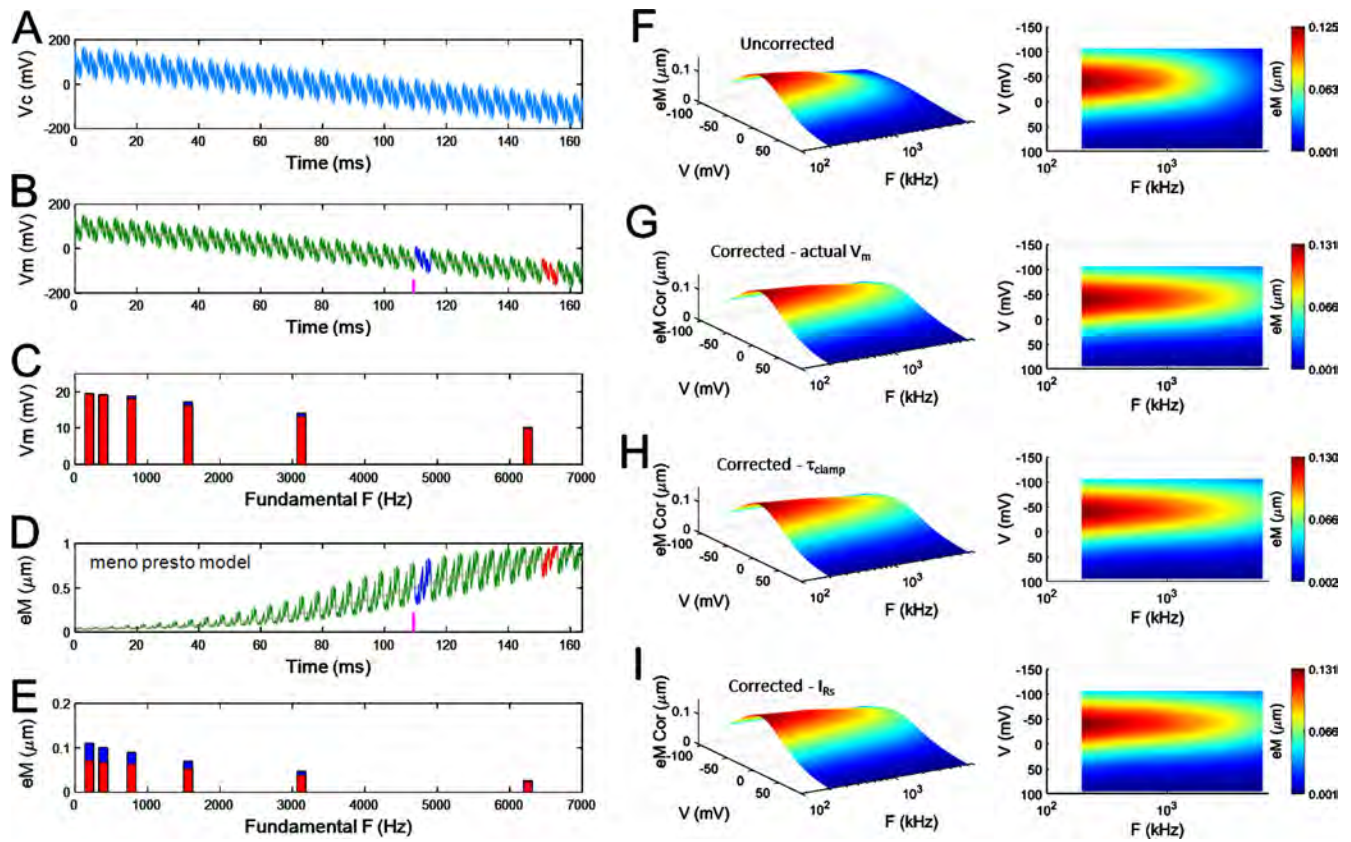 A
Vc (mV)
200
0
-200
0 20 40 60 80 100 120 140 160
Time (ms)
B
Vm (mV)
200
0
-200
0 20 40 60 80 100 120 140 160
Time (ms)
C
Vm (mV)
20
10
0
0 1000 2000 3000 4000 5000 6000 7000
Fundamental F (Hz)
D
eM (μm)
1
0.5
0
meno presto model
0 20 40 60 80 100 120 140 160
Time (ms)
E
eM (μm)
0.2
0.1
0
0 1000 2000 3000 4000 5000 6000 7000
Fundamental F (Hz)
F
Uncorrected
eM (μm)
0.1
0
-100
-50
0
50
V (mV)
10²
10³
F (kHz)
V (mV)
-150
-100
-50
0
50
100
10²
10³
F (kHz)
eM (μm)
0.125
0.063
0.001
G
Corrected - actual Vm
eM Cor (μm)
0.1
0
-100
-50
0
50
V (mV)
10²
10³
F (kHz)
V (mV)
-150
-100
-50
0
50
100
10²
10³
F (kHz)
eM (μm)
0.131
0.066
0.001
H
Corrected - τclamp
eM Cor (μm)
0.1
0
-100
-50
0
50
V (mV)
10²
10³
F (kHz)
V (mV)
-150
-100
-50
0
50
100
10²
10³
F (kHz)
eM (μm)
0.130
0.066
0.002
I
Corrected - IRs
eM Cor (μm)
0.1
0
-100
-50
0
50
V (mV)
10²
10³
F (kHz)
V (mV)
-150
-100
-50
0
50
100
10²
10³
F (kHz)
eM (μm)
0.131
0.066
0.001